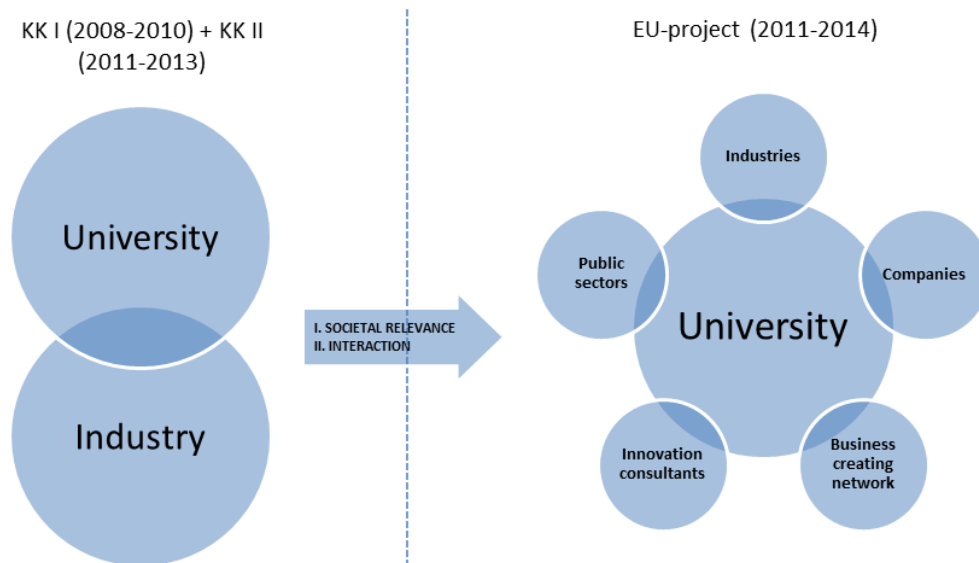 KK I (2008-2010) + KK II
(2011-2013)
University
Industry
I. SOCIETAL RELEVANCE
II. INTERACTION
EU-project (2011-2014)
Industries
Public
sectors
Companies
University
Innovation
consultants
Business
creating
network